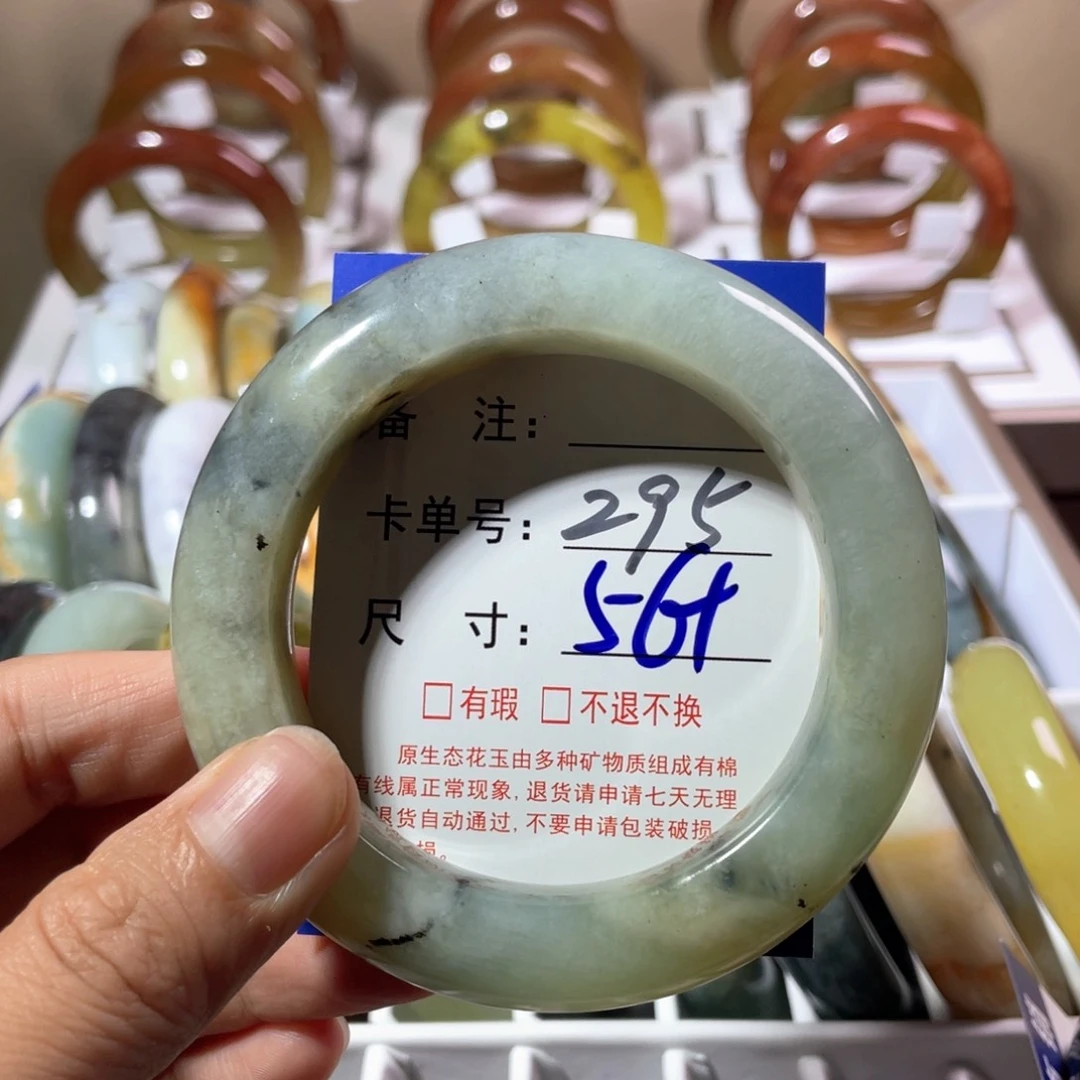 备 注:
卡单号: 295
尺 寸: 56+
□有瑕 □不退不换
原生态花玉由多种矿物质组成有棉
有线属正常现象, 退货请申请七天无理
退货自动通过, 不要申请包装破损
损。